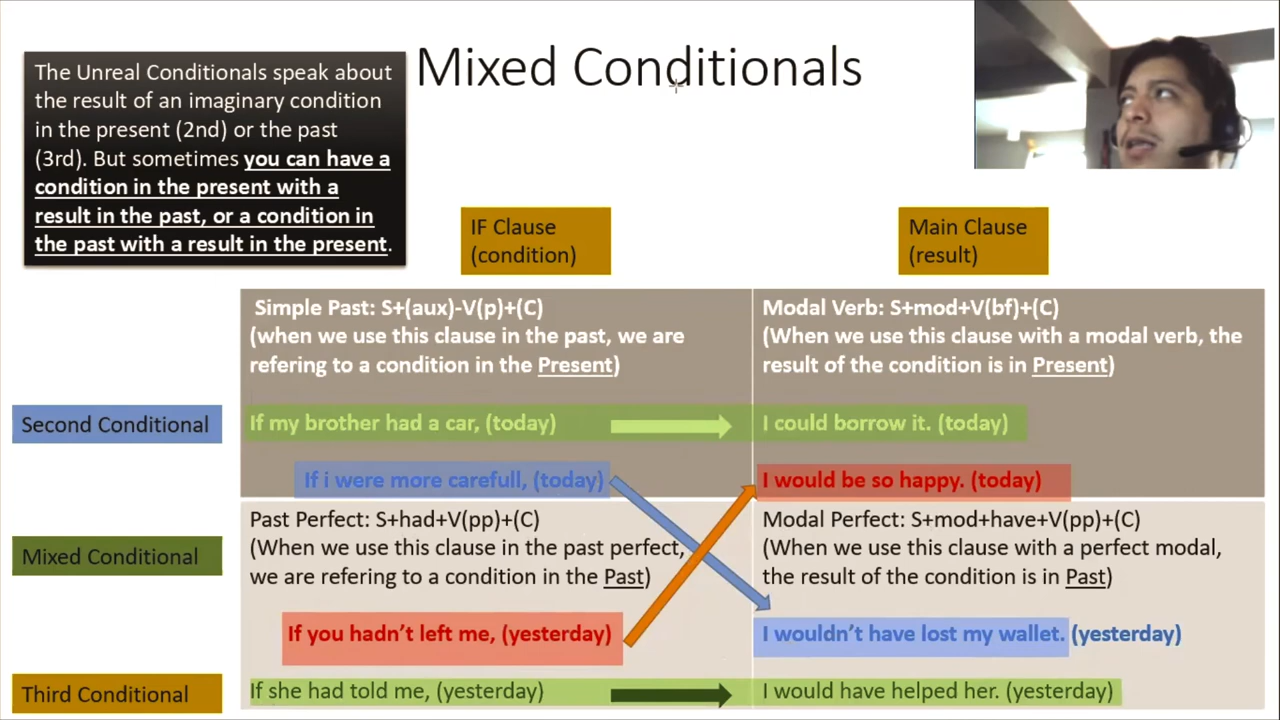 Mixed Conditionals
The Unreal Conditionals speak about
the result of an imaginary condition
in the present (2nd) or the past
(3rd). But sometimes you can have a
condition in the present with a
result in the past, or a condition in
the past with a result in the present.
IF Clause
(condition)
Main Clause
(result)
Simple Past: S+(aux)-V(p)+(C)
(when we use this clause in the past, we are
refering to a condition in the Present)
Modal Verb: S+mod+V(bf)+(C)
(When we use this clause with a modal verb, the
result of the condition is in Present)
Second Conditional
If my brother had a car, (today)
I could borrow it. (today)
If i were more carefull, (today)
I would be so happy. (today)
Mixed Conditional
Past Perfect: S+had+V(pp)+(C)
(When we use this clause in the past perfect,
we are refering to a condition in the Past)
Modal Perfect: S+mod+have+V(pp)+(C)
(When we use this clause with a perfect modal,
the result of the condition is in Past)
If you hadn't left me, (yesterday)
I wouldn't have lost my wallet. (yesterday)
Third Conditional
If she had told me, (yesterday)
I would have helped her. (yesterday)